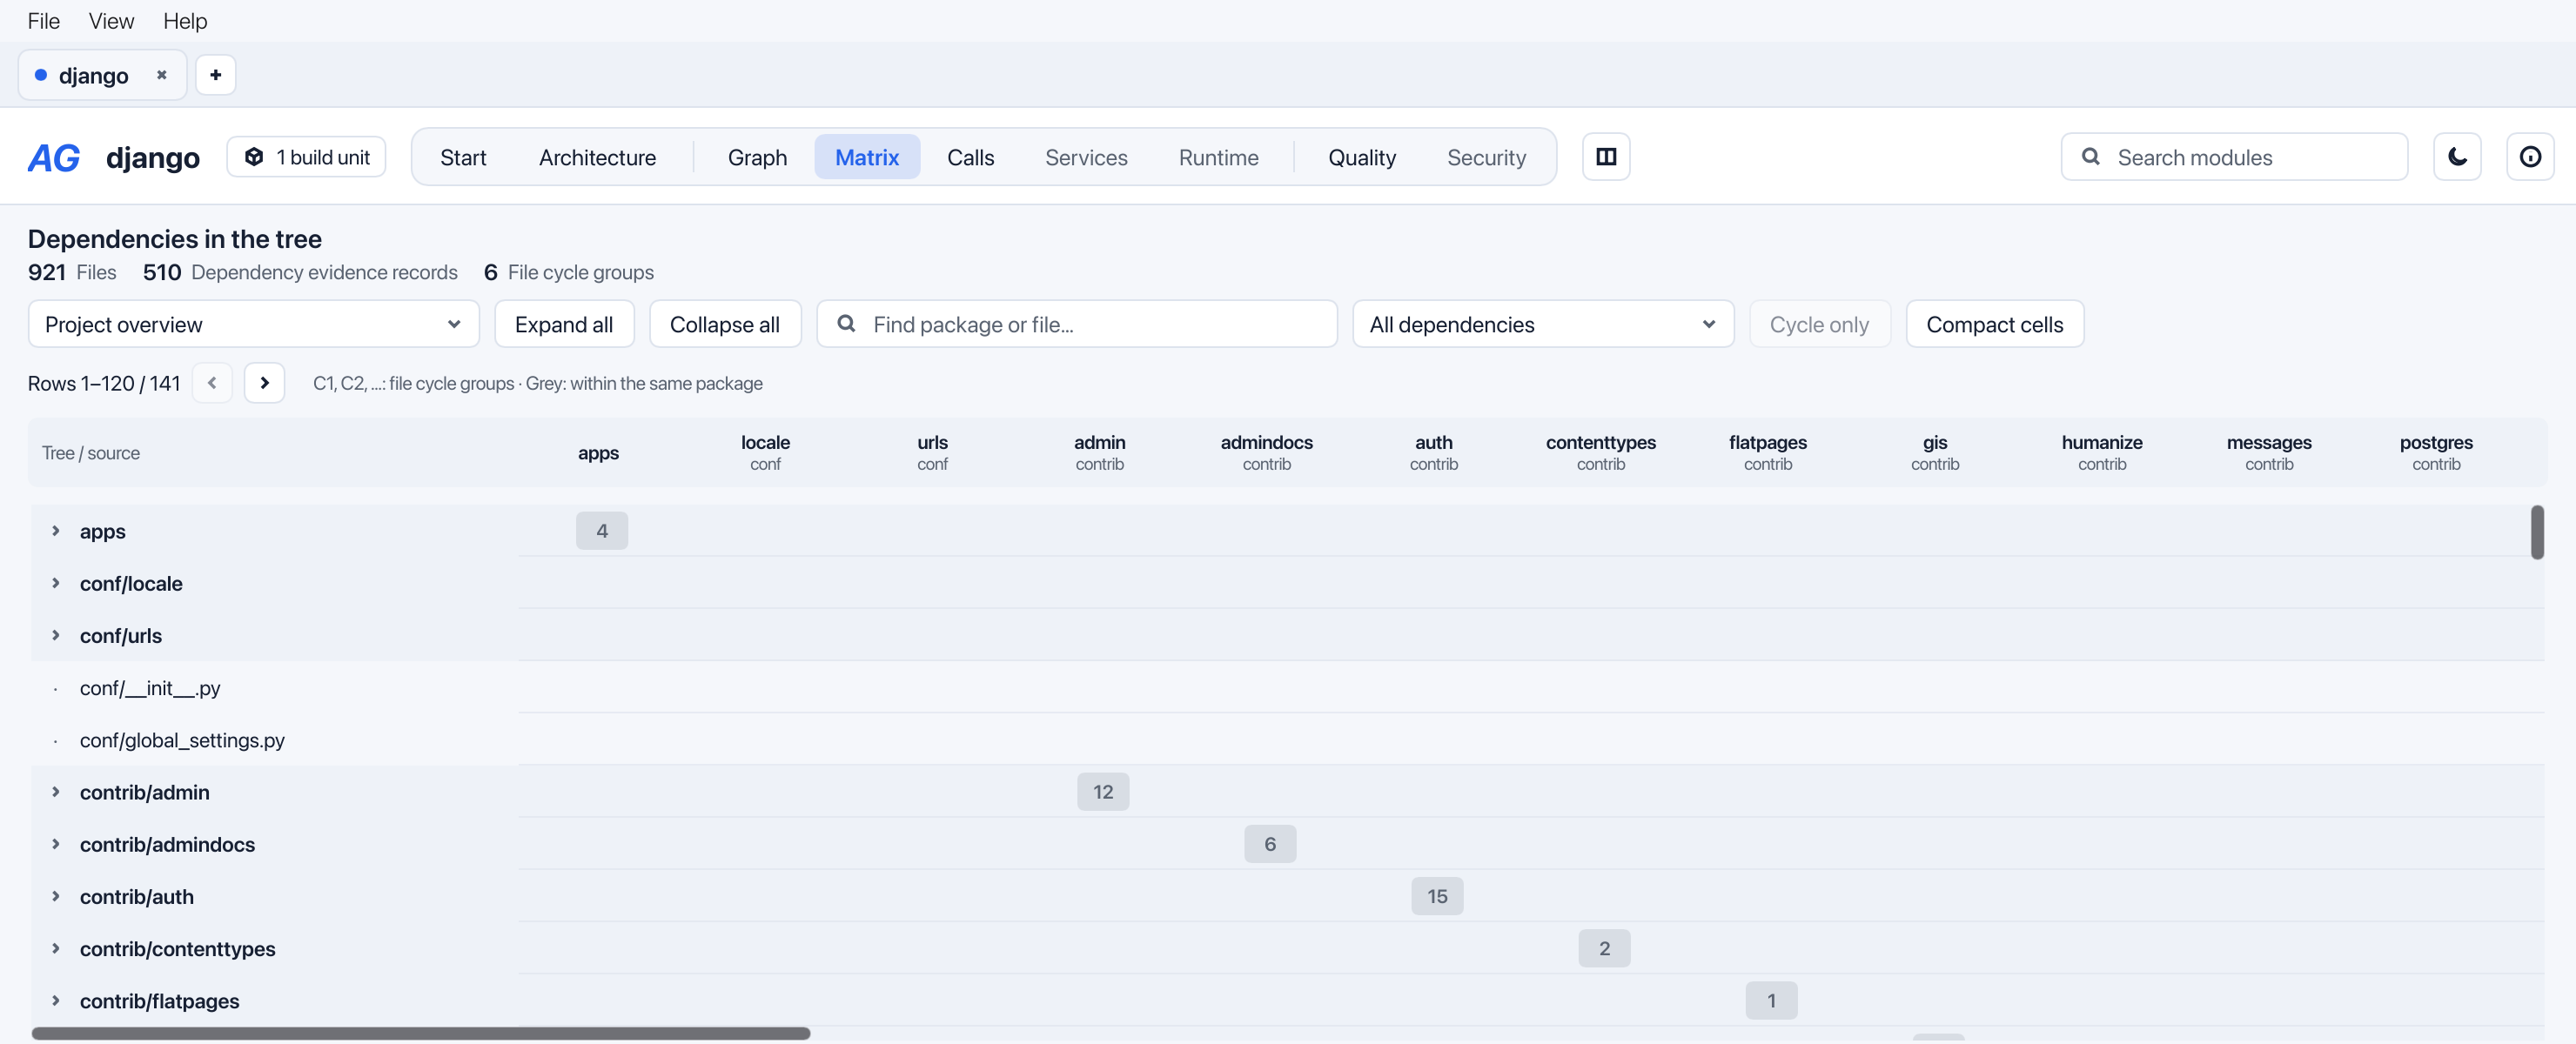 File View Help
django ✖ +
AG django 1 build unit Start Architecture Graph Matrix Calls Services Runtime Quality Security Search modules
Dependencies in the tree
921 Files 510 Dependency evidence records 6 File cycle groups
Project overview Expand all Collapse all Find package or file... All dependencies Cycle only Compact cells
Rows 1–120 / 141 C1, C2, ...: file cycle groups · Grey: within the same package
Tree / source apps locale urls admin admindocs auth contenttypes flatpages gis humanize messages postgres
conf conf contrib contrib contrib contrib contrib contrib contrib contrib contrib
apps 4
conf/locale
conf/urls
· conf/__init__.py
· conf/global_settings.py
contrib/admin 12
contrib/admindocs 6
contrib/auth 15
contrib/contenttypes 2
contrib/flatpages 1